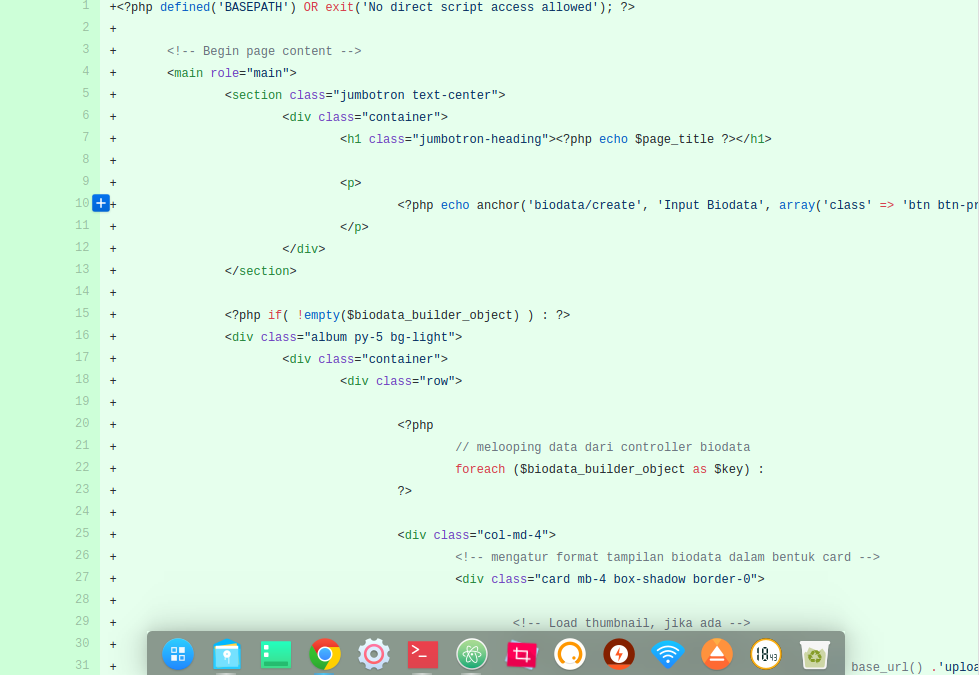 1 +<?php defined('BASEPATH') OR exit('No direct script access allowed'); ?>
2 +
3 + <!-- Begin page content -->
4 + <main role="main">
5 + <section class="jumbotron text-center">
6 + <div class="container">
7 + <h1 class="jumbotron-heading"><?php echo $page_title ?></h1>
8 +
9 + <p>
10 + + <?php echo anchor('biodata/create', 'Input Biodata', array('class' => 'btn btn-pr
11 + </p>
12 + </div>
13 + </section>
14 +
15 + <?php if( !empty($biodata_builder_object) ) : ?>
16 + <div class="album py-5 bg-light">
17 + <div class="container">
18 + <div class="row">
19 +
20 + <?php
21 + // melooping data dari controller biodata
22 + foreach ($biodata_builder_object as $key) :
23 + ?>
24 +
25 + <div class="col-md-4">
26 + <!-- mengatur format tampilan biodata dalam bentuk card -->
27 + <div class="card mb-4 box-shadow border-0">
28 +
29 + <!-- Load thumbnail, jika ada -->
30 +
31 + base_url() .'uploa
>_
18 43